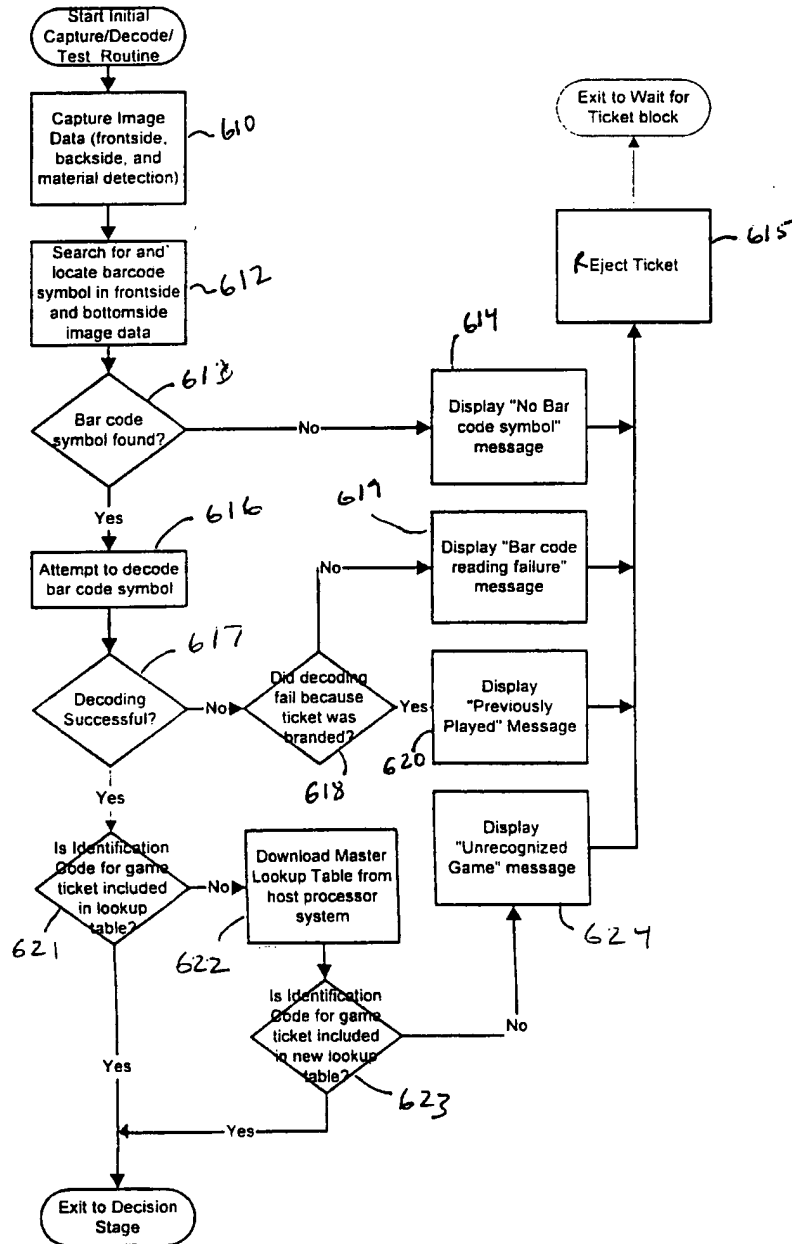 Start Initial
Capture/Decode/
Test Routine
Capture Image
Data (frontside,
backside, and
material detection)
610
Exit to Wait for
Ticket block
REject Ticket
615
Search for and
locate barcode
symbol in frontside
and bottomside
image data
612
613
Bar code
symbol found?
No
614
Display "No Bar
code symbol"
message
Yes
616
Attempt to decode
bar code symbol
619
Display "Bar code
reading failure"
message
No
617
Decoding
Successful?
No
Did decoding
fail because
ticket was
branded?
618
Yes
Display
"Previously
Played" Message
620
Yes
Is Identification
Code for game
ticket included
in lookup
table?
621
No
Download Master
Lookup Table from
host processor
system
622
Display
"Unrecognized
Game" message
624
Is Identification
Code for game
ticket included
in new lookup
table?
623
No
Yes
Yes
Exit to Decision
Stage